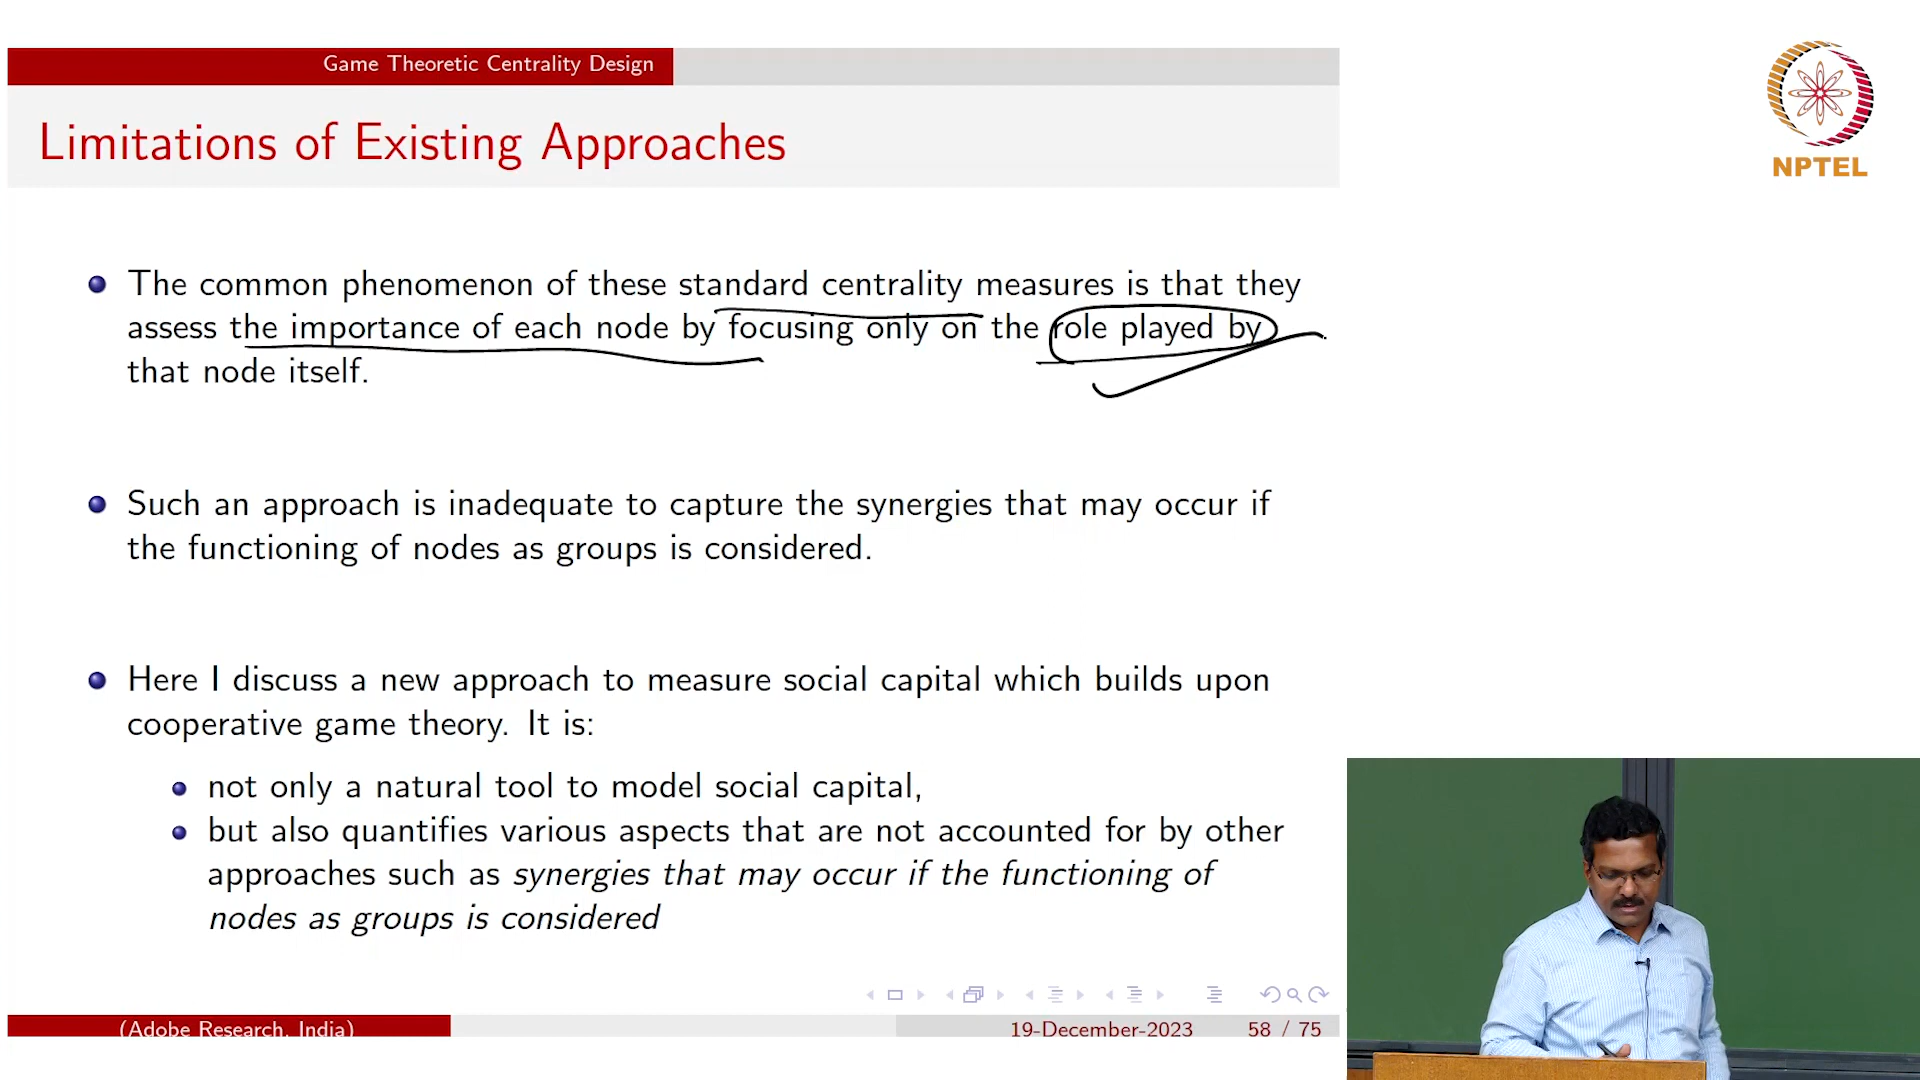 Game Theoretic Centrality Design
Limitations of Existing Approaches
NPTEL
The common phenomenon of these standard centrality measures is that they
assess the importance of each node by focusing only on the role played by
that node itself.
Such an approach is inadequate to capture the synergies that may occur if
the functioning of nodes as groups is considered.
Here I discuss a new approach to measure social capital which builds upon
cooperative game theory. It is:
not only a natural tool to model social capital,
but also quantifies various aspects that are not accounted for by other
approaches such as synergies that may occur if the functioning of
nodes as groups is considered
(Adobe Research, India)
19-December-2023
58 / 75